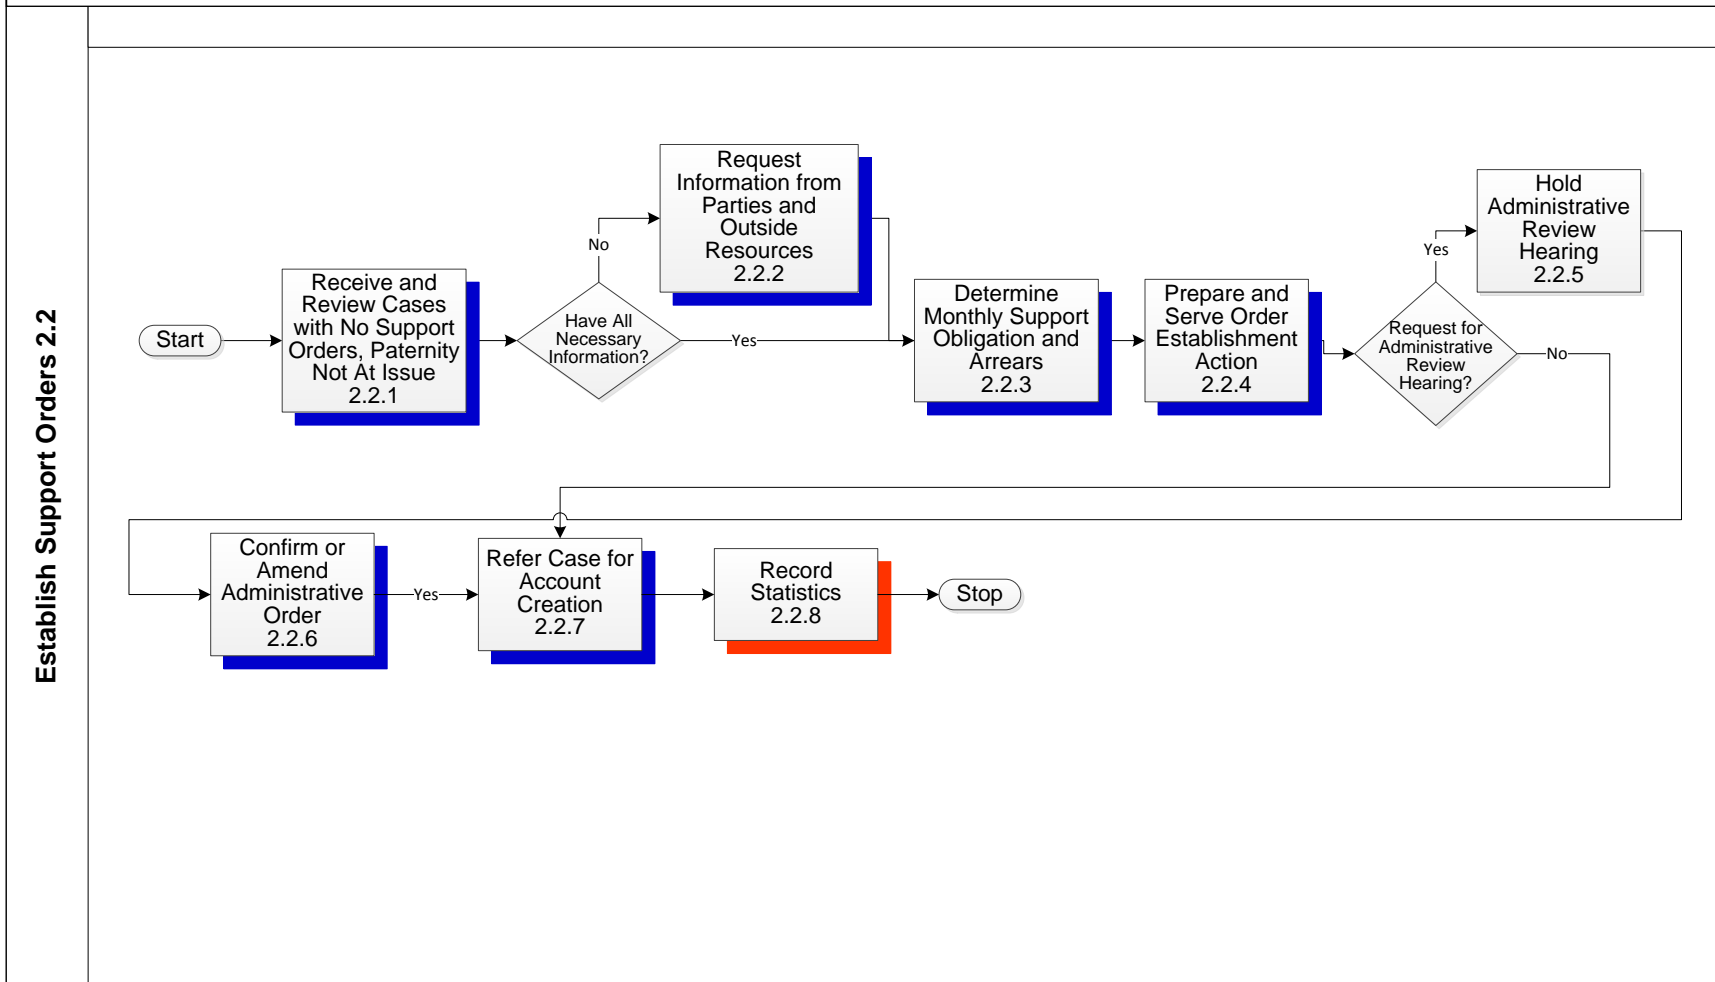 Establish Support Orders 2.2
Start
Receive and
Review Cases
with No Support
Orders, Paternity
Not At Issue
2.2.1
Have All
Necessary
Information?
No
Yes
Request
Information from
Parties and
Outside
Resources
2.2.2
Determine
Monthly Support
Obligation and
Arrears
2.2.3
Prepare and
Serve Order
Establishment
Action
2.2.4
Request for
Administrative
Review
Hearing?
Yes
No
Hold
Administrative
Review
Hearing
2.2.5
Confirm or
Amend
Administrative
Order
2.2.6
Yes
Refer Case for
Account
Creation
2.2.7
Record
Statistics
2.2.8
Stop